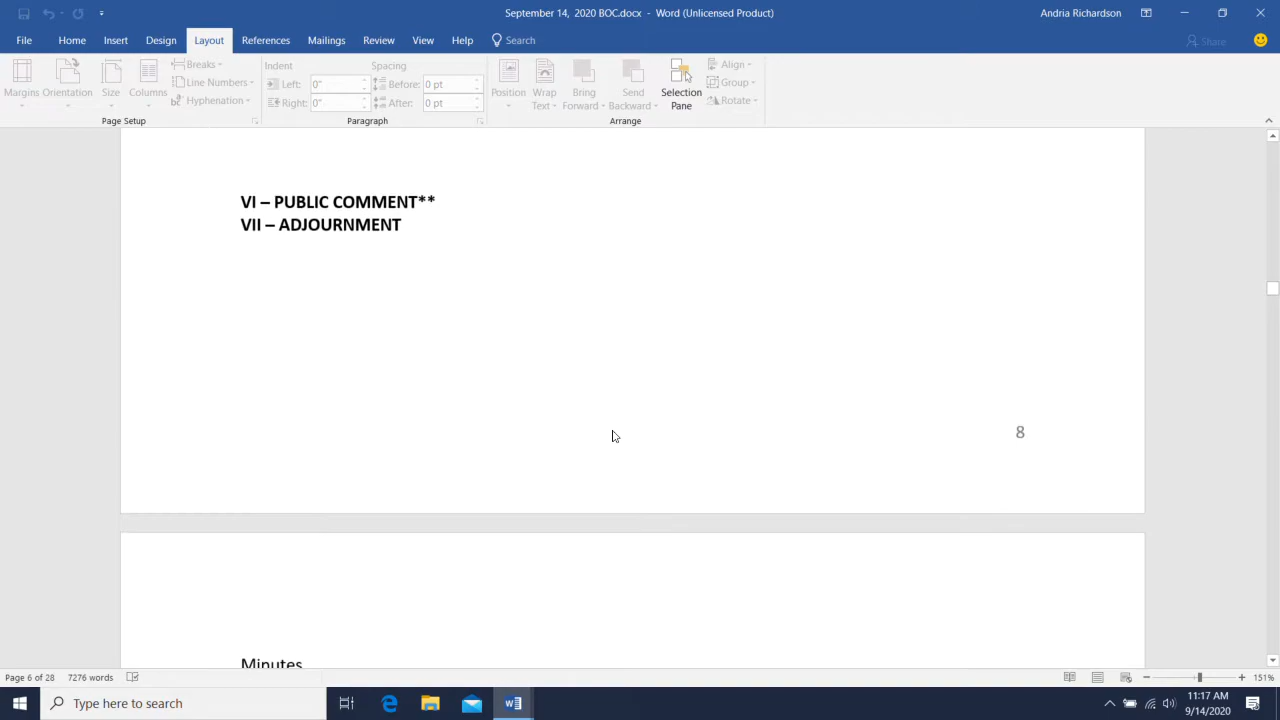 September 14, 2020 BOC.docx - Word (Unlicensed Product)
Andria Richardson
File Home Insert Design Layout References Mailings Review View Help Search
Share
Margins Orientation Size Columns
Breaks
Line Numbers
Hyphenation
Page Setup
Indent
Left: 0"
Right: 0"
Spacing
Before: 0 pt
After: 0 pt
Paragraph
Position Wrap Text Bring Forward Send Backward Selection Pane
Align
Group
Rotate
Arrange
VI – PUBLIC COMMENT**
VII – ADJOURNMENT
8
Minutes
Page 6 of 28 7276 words
151%
Type here to search
11:17 AM
9/14/2020